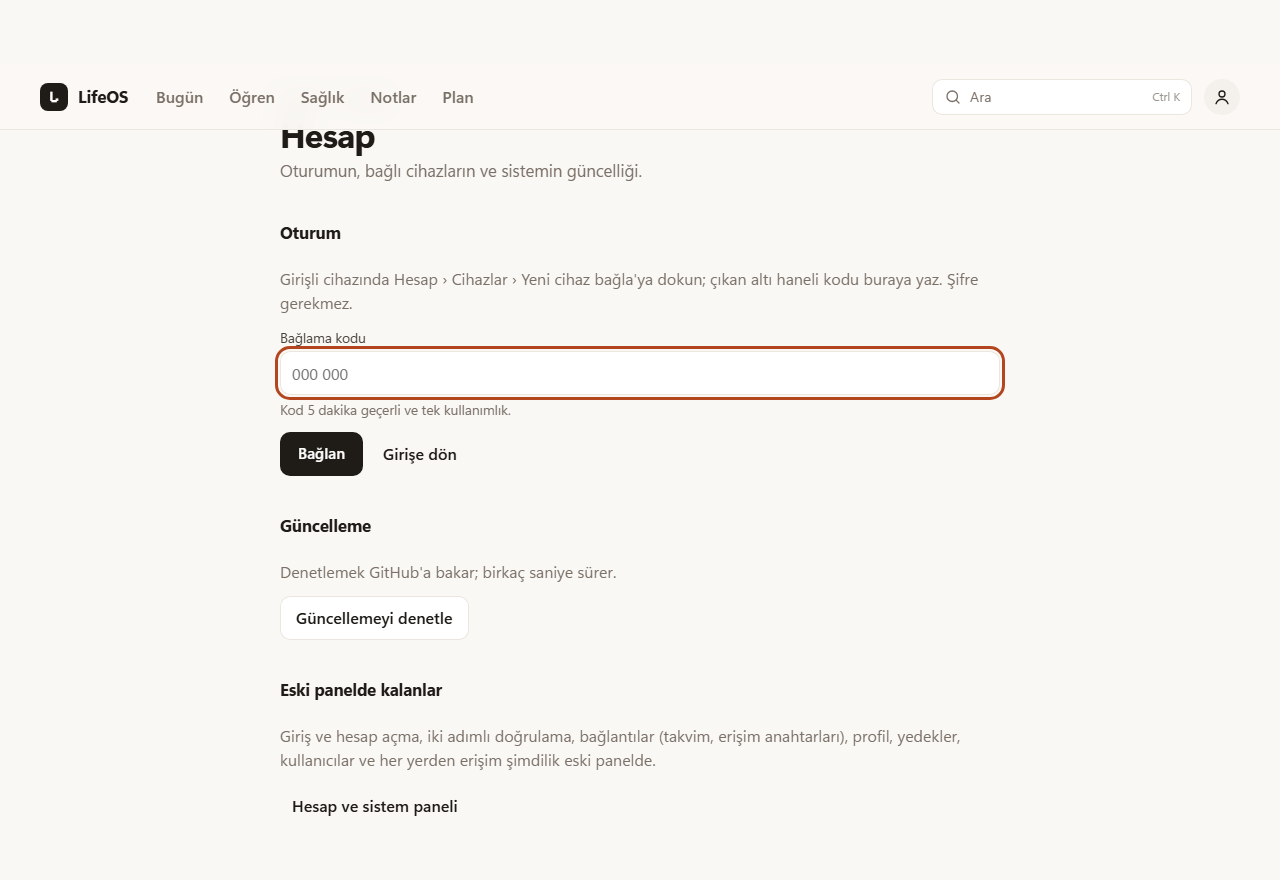 LifeOS Bugün Öğren Sağlık Notlar Plan Ara Ctrl K
Hesap
Oturumun, bağlı cihazların ve sistemin güncelliği.
Oturum
Girişli cihazında Hesap › Cihazlar › Yeni cihaz bağla'ya dokun; çıkan altı haneli kodu buraya yaz. Şifre
gerekmez.
Bağlama kodu
000 000
Kod 5 dakika geçerli ve tek kullanımlık.
Bağlan Girişe dön
Güncelleme
Denetlemek GitHub'a bakar; birkaç saniye sürer.
Güncellemeyi denetle
Eski panelde kalanlar
Giriş ve hesap açma, iki adımlı doğrulama, bağlantılar (takvim, erişim anahtarları), profil, yedekler,
kullanıcılar ve her yerden erişim şimdilik eski panelde.
Hesap ve sistem paneli